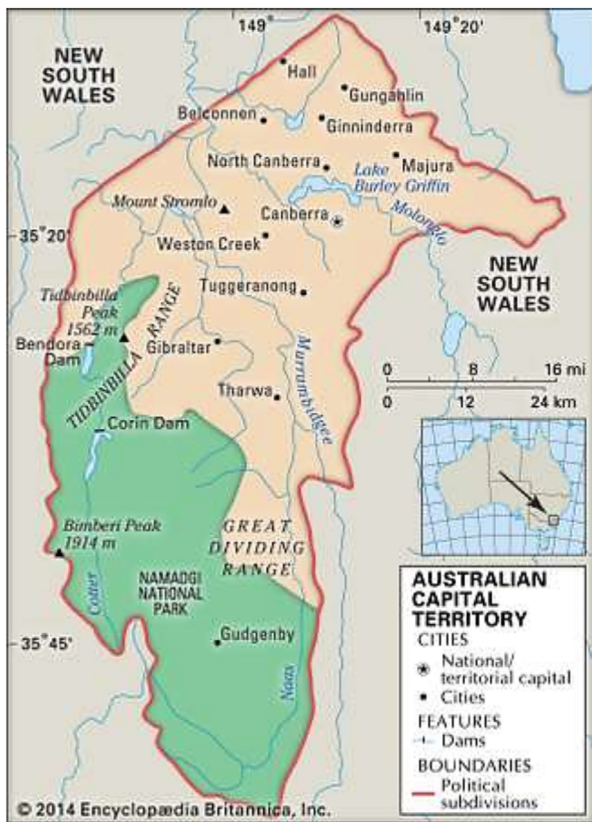 149°
149°20'
NEW
SOUTH
WALES
Hall
Gungahlin
Belconnen
Ginninderra
North Canberra
Majura
Lake
Burley Griffin
Mount Stromlo
Canberra
Molonglo
35°20'
Weston Creek
NEW
SOUTH
WALES
Tuggeranong
Tidbinbilla
Peak
1562 m
TIDBINBILLA RANGE
Bendora
Dam
Gibraltar
Murrumbidgee
0 8 16 mi
0 12 24 km
Tharwa
Corin Dam
Bimberi Peak
1914 m
GREAT
DIVIDING
RANGE
NAMADGI
NATIONAL
PARK
Cotter
35°45'
Gudgenby
Naas
AUSTRALIAN
CAPITAL
TERRITORY
CITIES
National/
territorial capital
Cities
FEATURES
Dams
BOUNDARIES
Political
subdivisions
© 2014 Encyclopædia Britannica, Inc.